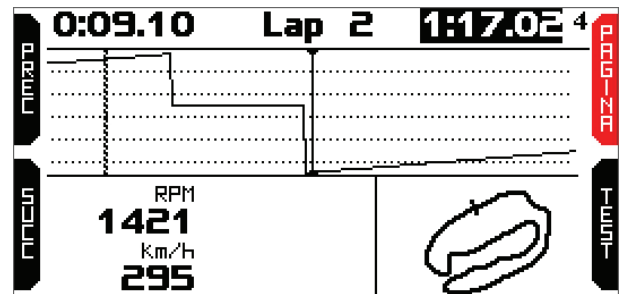 0:09.10 Lap 2 1:17.02 4
PREC
PAGINA
RPM
1421
Km/h
295
SUCC
TEST